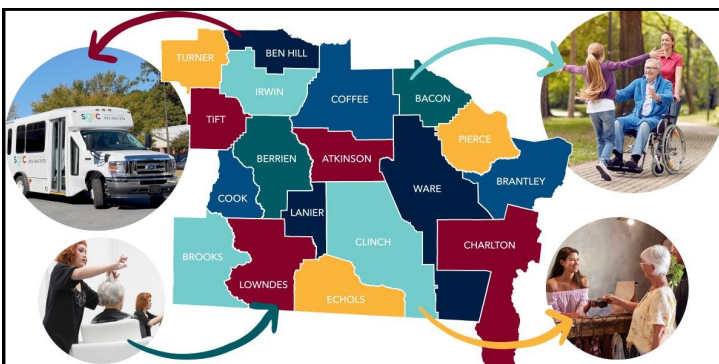 TURNER
BEN HILL
IRWIN
COFFEE
BACON
TIFT
PIERCE
BERRIEN
ATKINSON
WARE
BRANTLEY
COOK
LANIER
BROOKS
CLINCH
CHARLTON
LOWNDES
ECHOLS
sgrc
sgrc